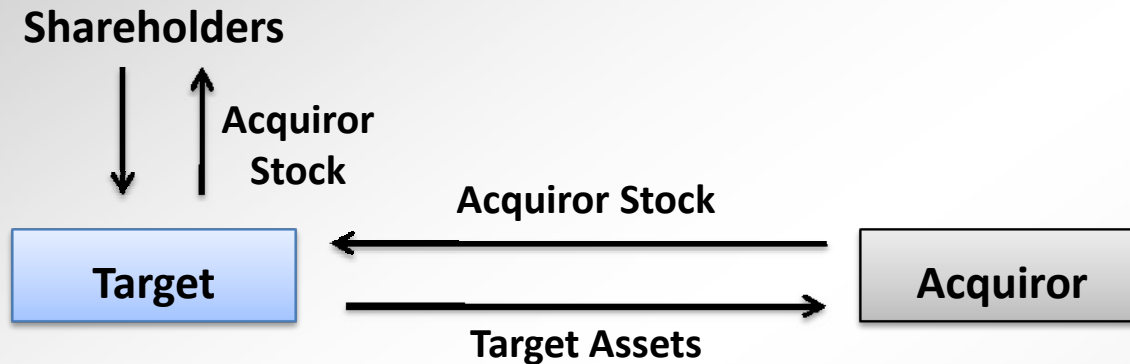 Shareholders
Acquiror
Stock
Acquiror Stock
Target
Acquiror
Target Assets